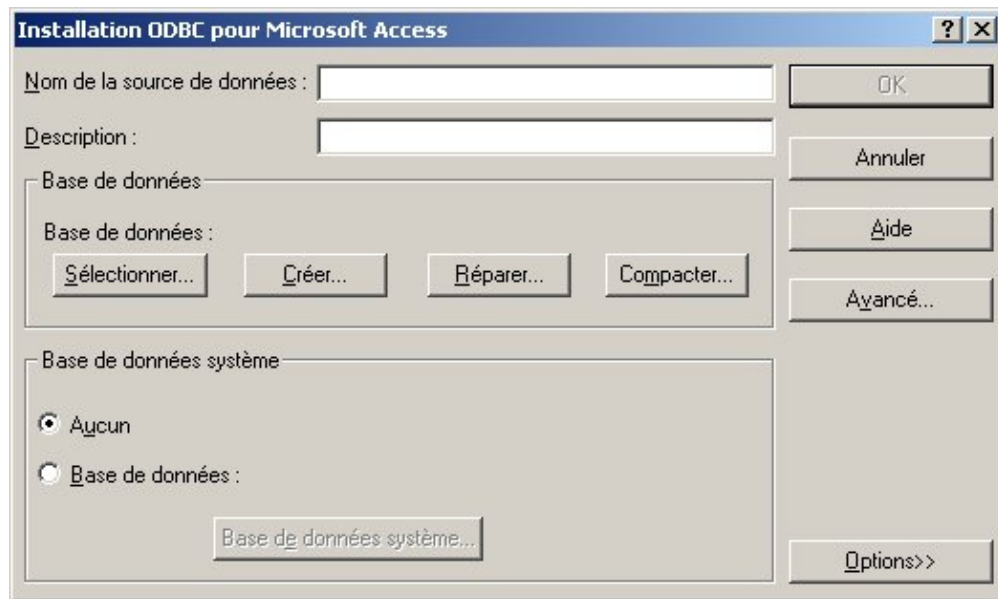 Installation ODBC pour Microsoft Access
Nom de la source de données :
OK
Description :
Annuler
Base de données
Base de données :
Aide
Sélectionner...
Créer...
Réparer...
Compacter...
Avancé...
Base de données système
Aucun
Base de données :
Base de données système...
Options>>